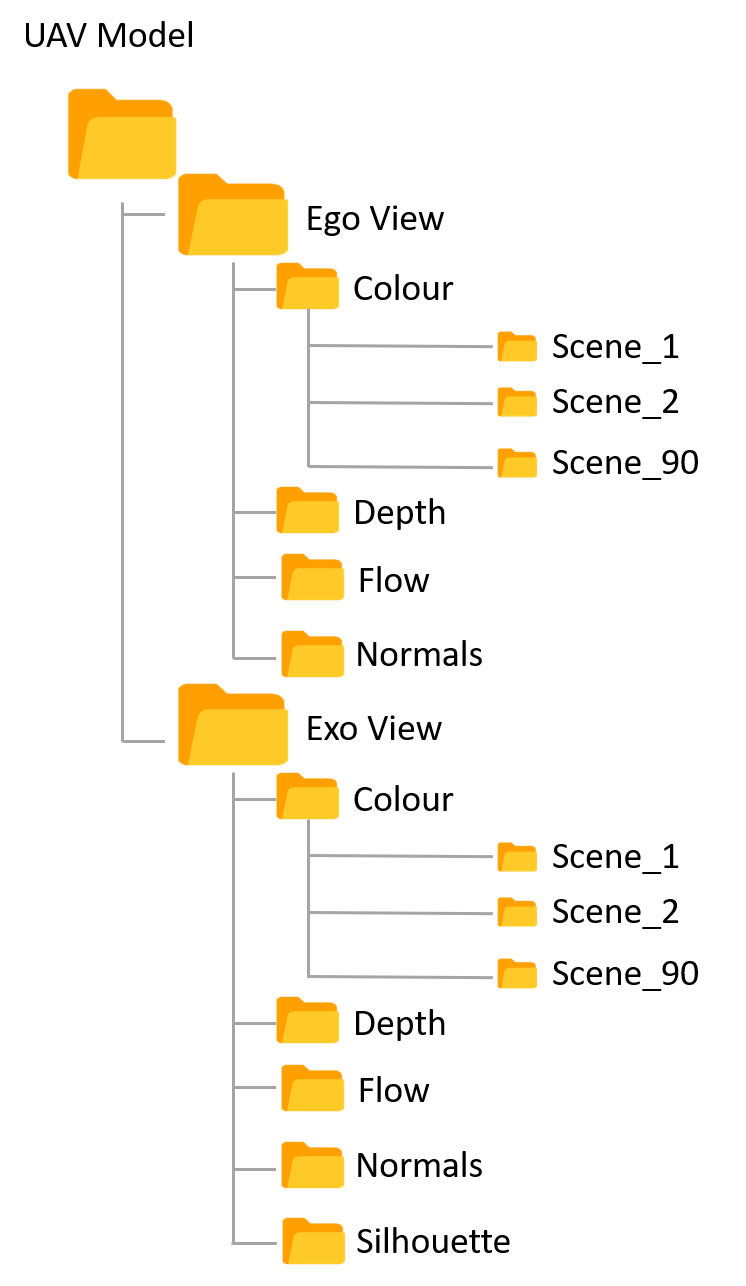 UAV Model
Ego View
Colour
Scene_1
Scene_2
Scene_90
Depth
Flow
Normals
Exo View
Colour
Scene_1
Scene_2
Scene_90
Depth
Flow
Normals
Silhouette